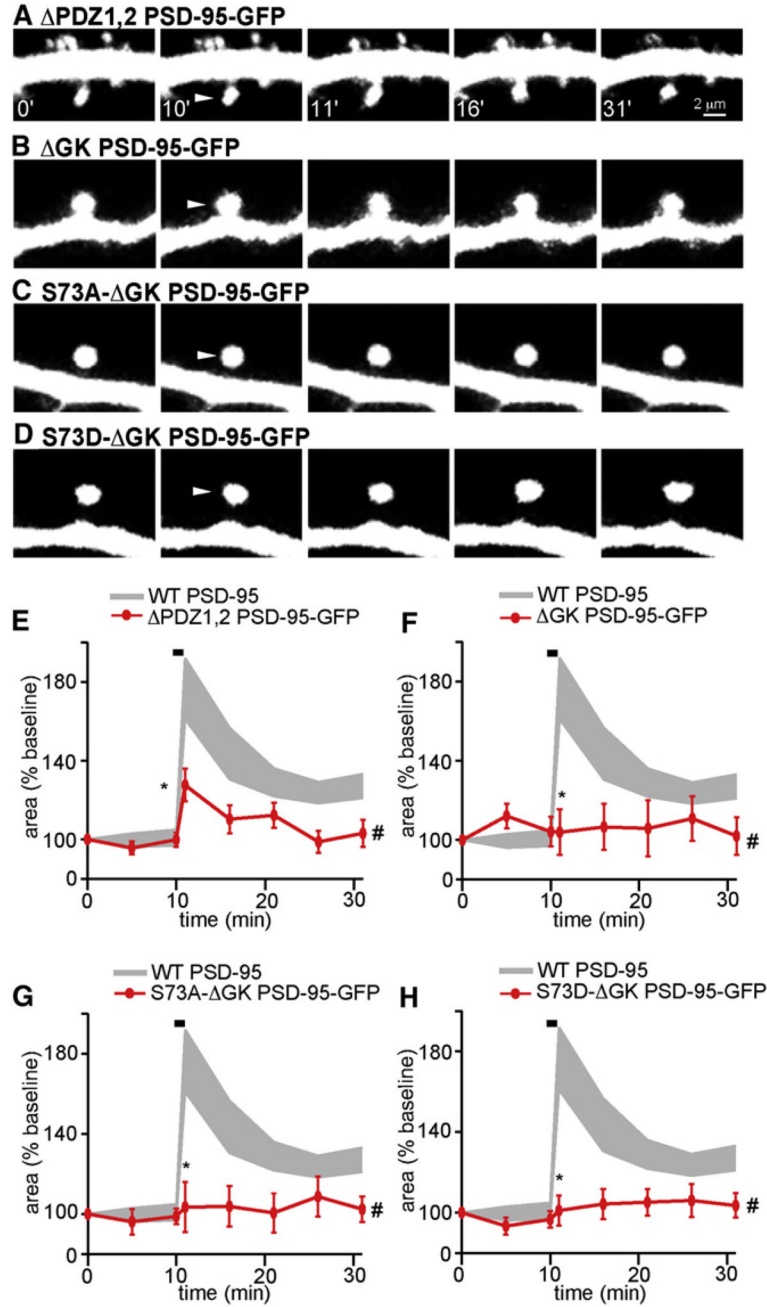 A ΔPDZ1,2 PSD-95-GFP
0' 10' 11' 16' 31' 2 μm
B ΔGK PSD-95-GFP
C S73A-ΔGK PSD-95-GFP
D S73D-ΔGK PSD-95-GFP
E
WT PSD-95
ΔPDZ1,2 PSD-95-GFP
area (% baseline)
180
140
100
0
*
#
0 10 20 30
time (min)
F
WT PSD-95
ΔGK PSD-95-GFP
area (% baseline)
180
140
100
0
*
#
0 10 20 30
time (min)
G
WT PSD-95
S73A-ΔGK PSD-95-GFP
area (% baseline)
180
140
100
0
*
#
0 10 20 30
time (min)
H
WT PSD-95
S73D-ΔGK PSD-95-GFP
area (% baseline)
180
140
100
0
*
#
0 10 20 30
time (min)